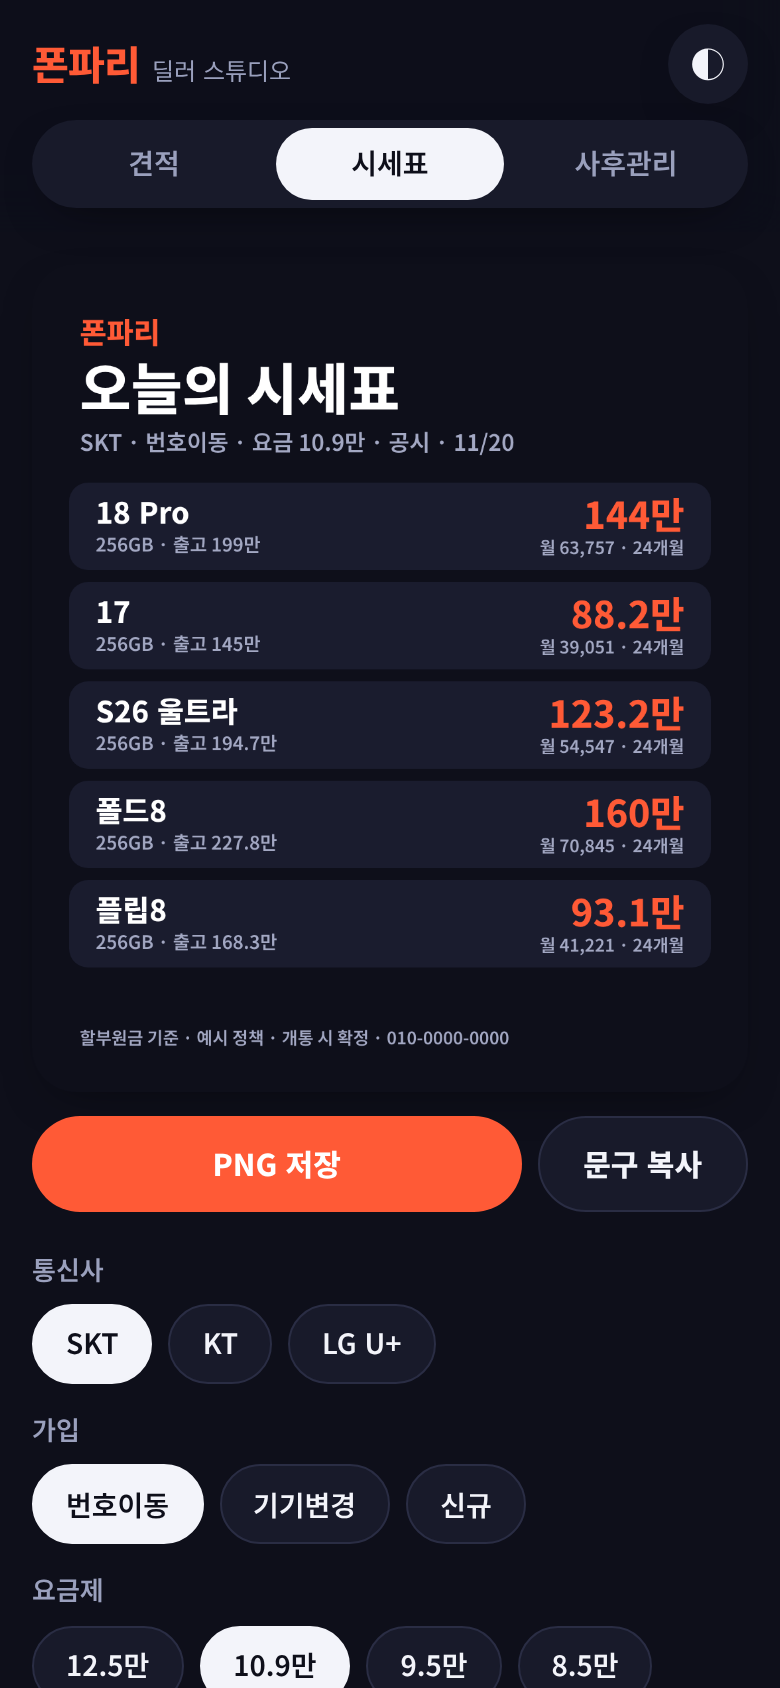 폰파리 딜러 스튜디오
견적 시세표 사후관리
폰파리
오늘의 시세표
SKT · 번호이동 · 요금 10.9만 · 공시 · 11/20
18 Pro 144만
256GB · 출고 199만 월 63,757 · 24개월
17 88.2만
256GB · 출고 145만 월 39,051 · 24개월
S26 울트라 123.2만
256GB · 출고 194.7만 월 54,547 · 24개월
폴드8 160만
256GB · 출고 227.8만 월 70,845 · 24개월
플립8 93.1만
256GB · 출고 168.3만 월 41,221 · 24개월
할부원금 기준 · 예시 정책 · 개통 시 확정 · 010-0000-0000
PNG 저장 문구 복사
통신사
SKT KT LG U+
가입
번호이동 기기변경 신규
요금제
12.5만 10.9만 9.5만 8.5만